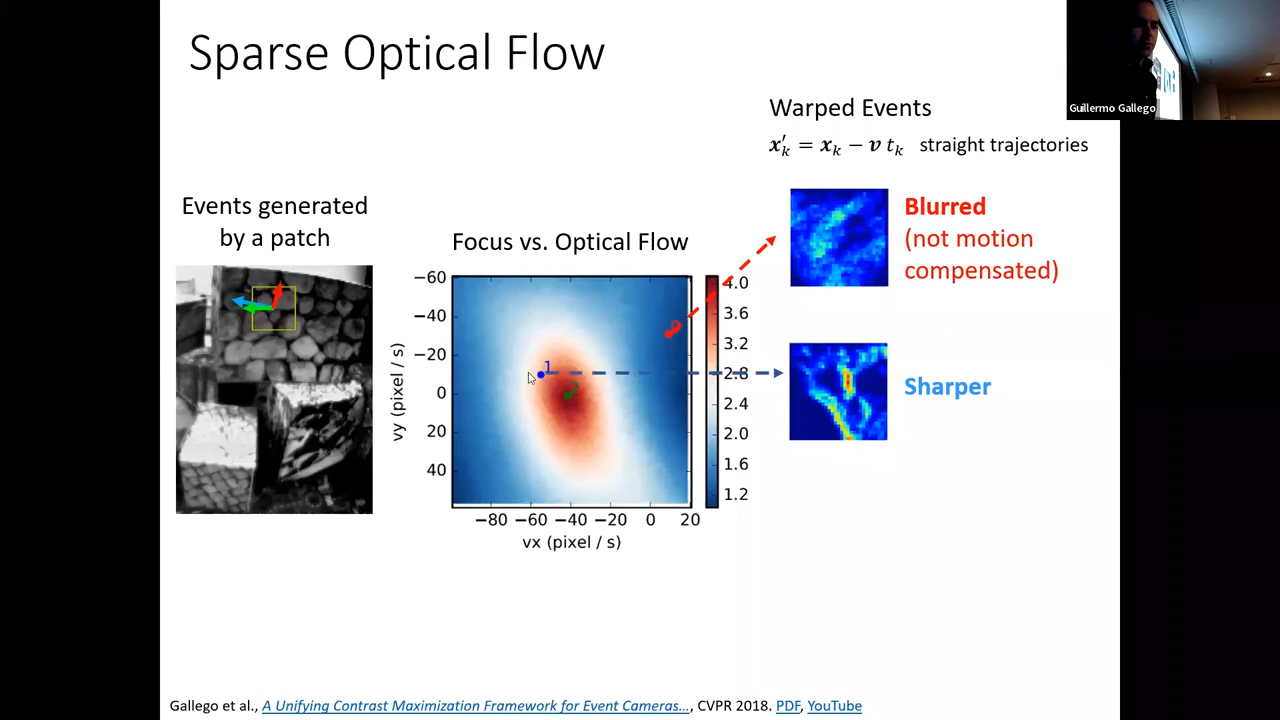 Sparse Optical Flow
Guillermo Gallego
Warped Events
x′ₖ = xₖ − v tₖ straight trajectories
Events generated
by a patch
Focus vs. Optical Flow
Blurred
(not motion
compensated)
Sharper
−60
−40
−20
0
20
40
vy (pixel / s)
−80 −60 −40 −20 0 20
vx (pixel / s)
0
1
2
4.0
3.6
3.2
2.8
2.4
2.0
1.6
1.2
Gallego et al., A Unifying Contrast Maximization Framework for Event Cameras…, CVPR 2018. PDF, YouTube